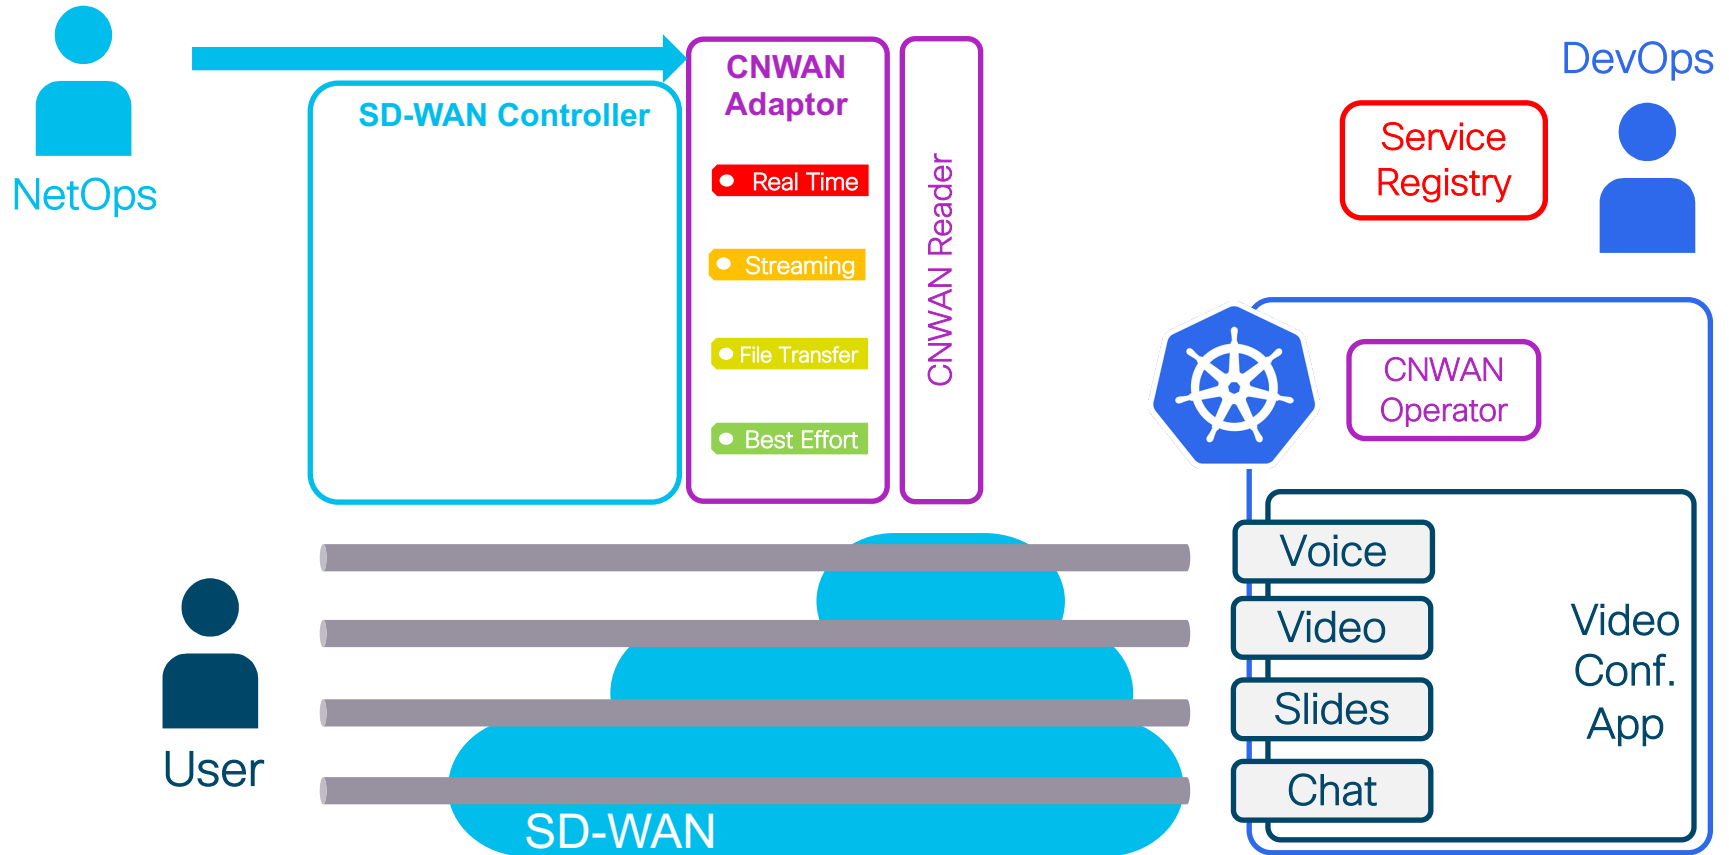 NetOps
SD-WAN Controller
CNWAN
Adaptor
Real Time
Streaming
File Transfer
Best Effort
CNWAN Reader
DevOps
Service
Registry
CNWAN
Operator
Voice
Video
Slides
Chat
Video
Conf.
App
User
SD-WAN